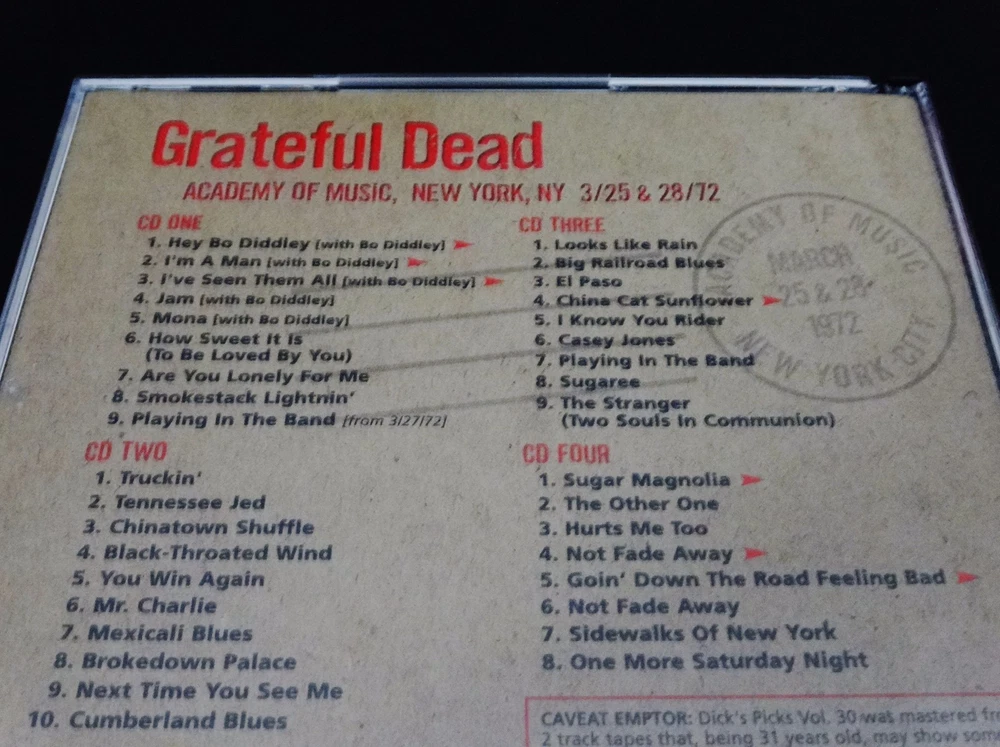 Grateful Dead
ACADEMY OF MUSIC, NEW YORK, NY 3/25 & 28/72
CD ONE
1. Hey Bo Diddley [with Bo Diddley]
2. I'm A Man [with Bo Diddley]
3. I've Seen Them All [with Bo Diddley]
4. Jam [with Bo Diddley]
5. Mona [with Bo Diddley]
6. How Sweet It Is
(To Be Loved By You)
7. Are You Lonely For Me
8. Smokestack Lightnin'
9. Playing In The Band [from 3/27/72]
CD TWO
1. Truckin'
2. Tennessee Jed
3. Chinatown Shuffle
4. Black-Throated Wind
5. You Win Again
6. Mr. Charlie
7. Mexicali Blues
8. Brokedown Palace
9. Next Time You See Me
10. Cumberland Blues
CD THREE
1. Looks Like Rain
2. Big Railroad Blues
3. El Paso
4. China Cat Sunflower
5. I Know You Rider
6. Casey Jones
7. Playing In The Band
8. Sugaree
9. The Stranger
(Two Souls In Communion)
CD FOUR
1. Sugar Magnolia
2. The Other One
3. Hurts Me Too
4. Not Fade Away
5. Goin' Down The Road Feeling Bad
6. Not Fade Away
7. Sidewalks Of New York
8. One More Saturday Night
ACADEMY OF MUSIC
MARCH
25 & 28
1972
NEW YORK CITY
CAVEAT EMPTOR: Dick's Picks Vol. 30 was mastered
2 track tapes that, being 31 years old, may show